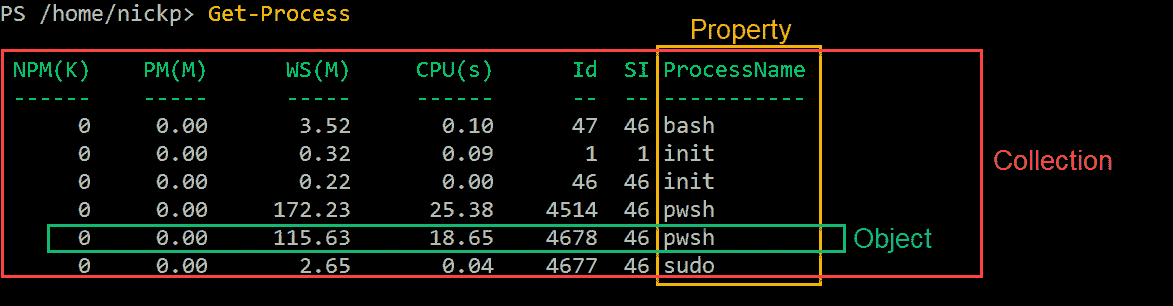 PS /home/nickp> Get-Process
Property
NPM(K) PM(M) WS(M) CPU(s) Id SI ProcessName
------ ----- ----- ------ -- -- -----------
0 0.00 3.52 0.10 47 46 bash
0 0.00 0.32 0.09 1 1 init
0 0.00 0.22 0.00 46 46 init
Collection
0 0.00 172.23 25.38 4514 46 pwsh
0 0.00 115.63 18.65 4678 46 pwsh Object
0 0.00 2.65 0.04 4677 46 sudo